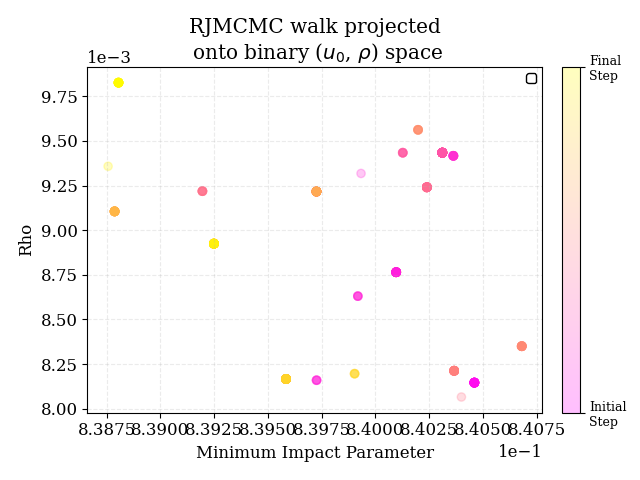 RJMCMC walk projected
onto binary (u₀, ρ) space
1e−3
Final
Step
9.75
9.50
9.25
9.00
8.75
8.50
8.25
8.00
Rho
Initial
Step
8.3875 8.3900 8.3925 8.3950 8.3975 8.4000 8.4025 8.4050 8.4075
Minimum Impact Parameter
1e−1